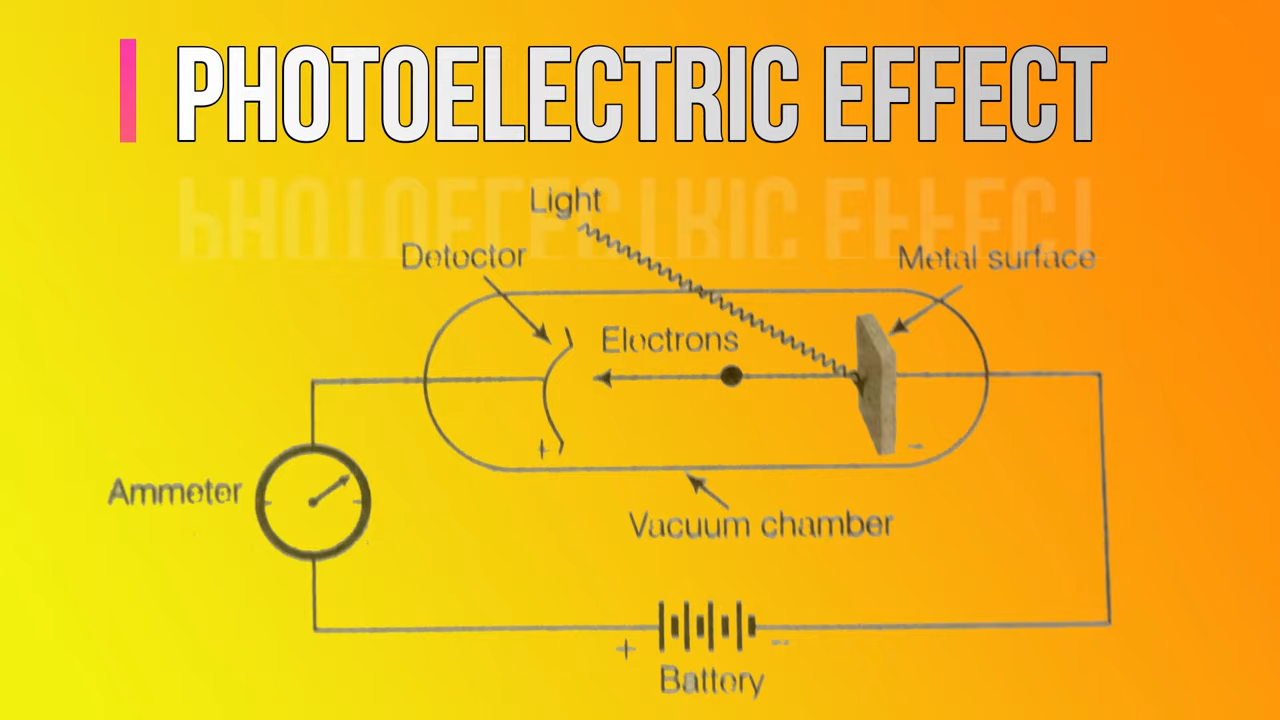 PHOTOELECTRIC EFFECT
Light
Detector
Metal surface
Electrons
+
-
Ammeter
Vacuum chamber
+
-
Battery